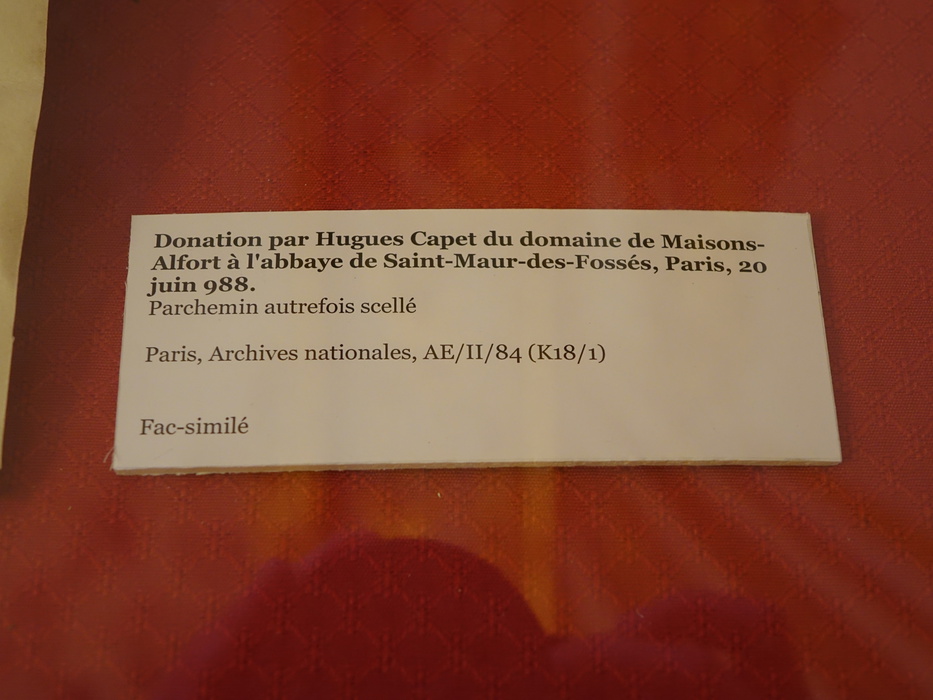 Donation par Hugues Capet du domaine de Maisons-
Alfort à l'abbaye de Saint-Maur-des-Fossés, Paris, 20
juin 988.
Parchemin autrefois scellé
Paris, Archives nationales, AE/II/84 (K18/1)
Fac-similé